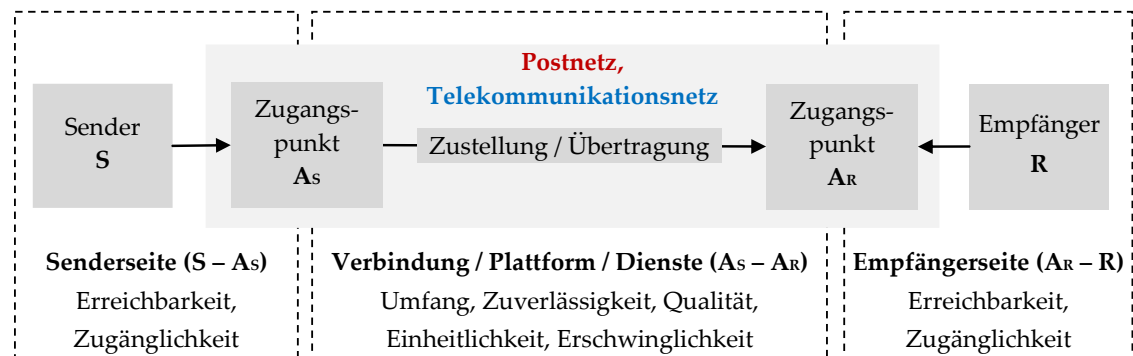 Postnetz,
Telekommunikationsnetz
Sender
S
Zugangs-
punkt
AS
Zustellung / Übertragung
Zugangs-
punkt
AR
Empfänger
R
Senderseite (S – AS)
Erreichbarkeit,
Zugänglichkeit
Verbindung / Plattform / Dienste (AS – AR)
Umfang, Zuverlässigkeit, Qualität,
Einheitlichkeit, Erschwinglichkeit
Empfängerseite (AR – R)
Erreichbarkeit,
Zugänglichkeit